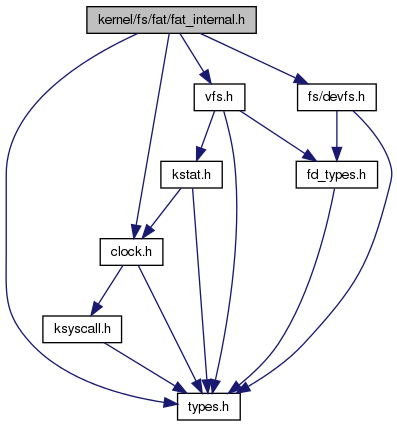 kernel/fs/fat/fat_internal.h
vfs.h
fs/devfs.h
kstat.h
fd_types.h
clock.h
ksyscall.h
types.h